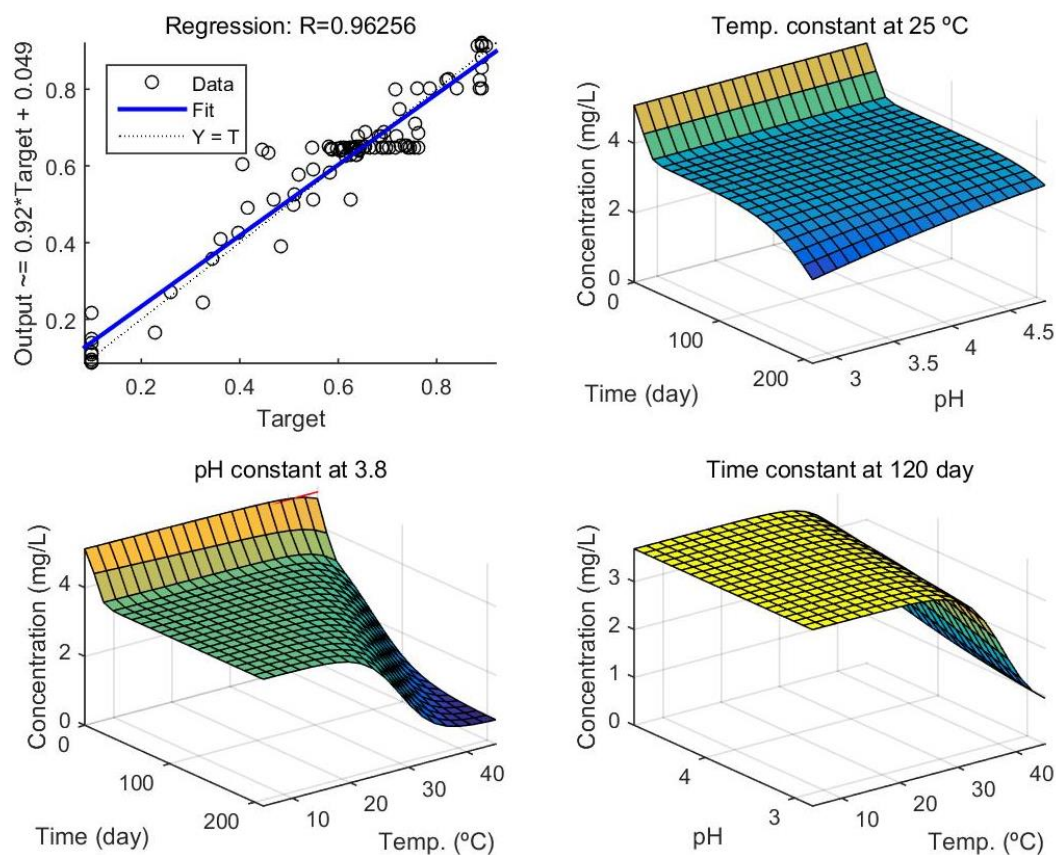 Regression: R=0.96256
Output ~= 0.92*Target + 0.049
0.8
0.6
0.4
0.2
Data
Fit
Y = T
0.2 0.4 0.6 0.8
Target
Temp. constant at 25 ºC
Concentration (mg/L)
4
2
0
0
100
200
Time (day)
3
3.5
4
4.5
pH
pH constant at 3.8
Concentration (mg/L)
4
2
0
0
100
200
Time (day)
10
20
30
40
Temp. (ºC)
Time constant at 120 day
Concentration (mg/L)
3
2
1
0
4
3
pH
10
20
30
40
Temp. (ºC)